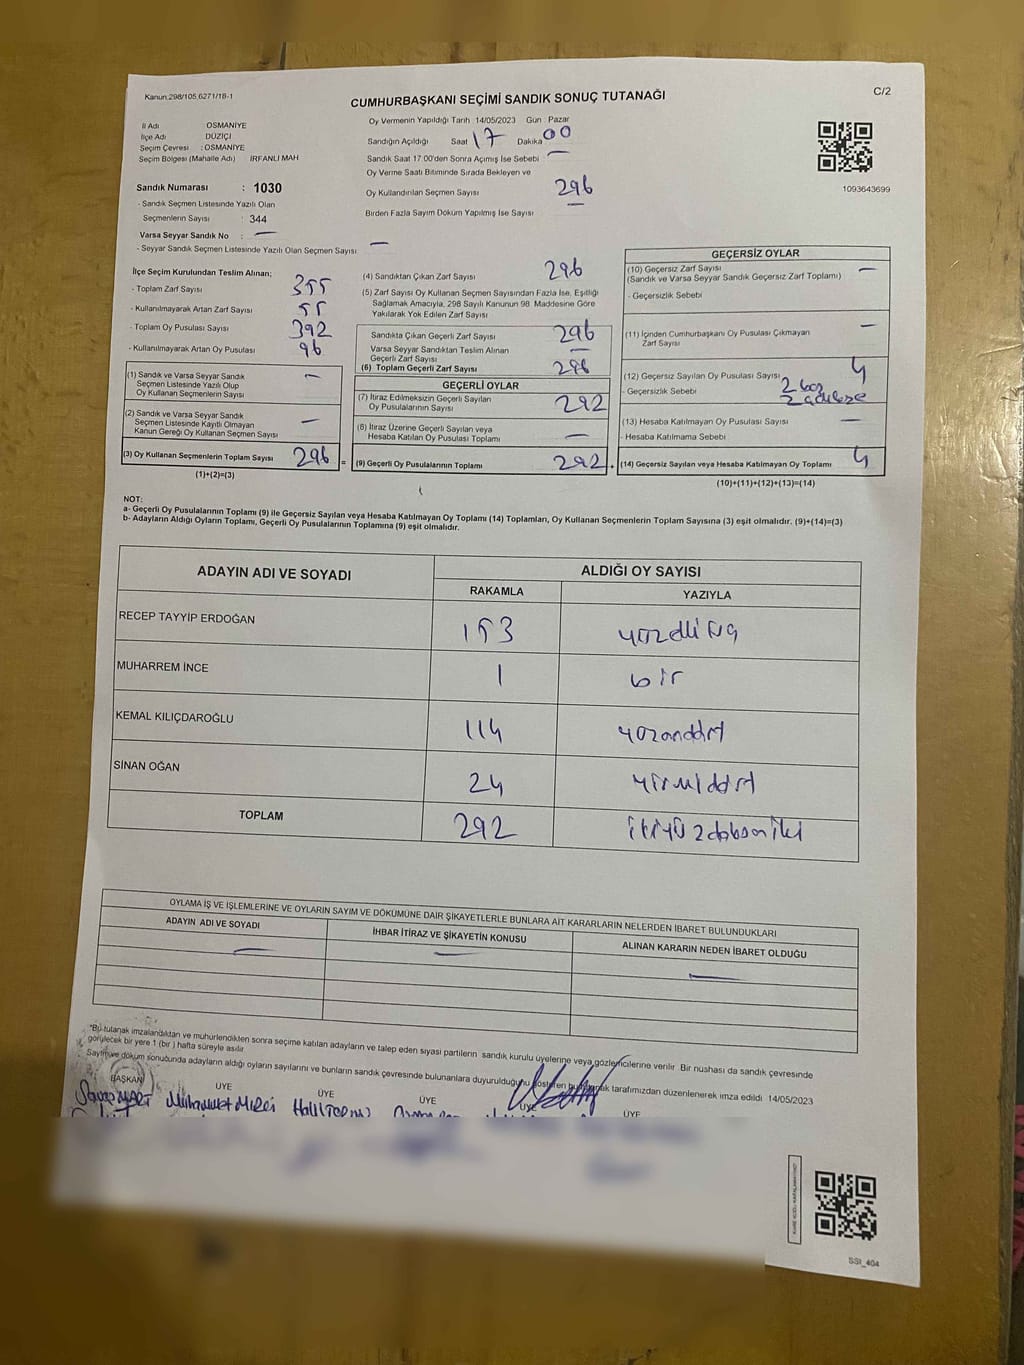 Kanun 298/105,6271/18-1
CUMHURBAŞKANI SEÇİMİ SANDIK SONUÇ TUTANAĞI
C/2
İl Adı OSMANİYE
İlçe Adı DÜZİÇİ
Seçim Çevresi : OSMANİYE
Seçim Bölgesi (Mahalle Adı) İRFANLI MAH
Sandık Numarası : 1030
- Sandık Seçmen Listesinde Yazılı Olan
Seçmenlerin Sayısı : 344
Varsa Seyyar Sandık No : —
- Seyyar Sandık Seçmen Listesinde Yazılı Olan Seçmen Sayısı —
Oy Vermenin Yapıldığı Tarih : 14/05/2023 Gün : Pazar
Sandığın Açıldığı Saat 17 Dakika 00
Sandık Saat 17.00'den Sonra Açımış İse Sebebi —
Oy Verme Saati Bitiminde Sırada Bekleyen ve
Oy Kullandırılan Seçmen Sayısı 296
Birden Fazla Sayım Döküm Yapılmış İse Sayısı —
1093643699
İlçe Seçim Kurulundan Teslim Alınan;
- Toplam Zarf Sayısı 355
- Kullanılmayarak Artan Zarf Sayısı 55
- Toplam Oy Pusulası Sayısı 392
- Kullanılmayarak Artan Oy Pusulası 96
(1) Sandık ve Varsa Seyyar Sandık
Seçmen Listesinde Yazılı Olup
Oy Kullanan Seçmenlerin Sayısı —
(2) Sandık ve Varsa Seyyar Sandık
Seçmen Listesinde Kayıtlı Olmayan
Kanun Gereği Oy Kullanan Seçmen Sayısı —
(3) Oy Kullanan Seçmenlerin Toplam Sayısı 296 =
(1)+(2)=(3)
(4) Sandıktan Çıkan Zarf Sayısı 296
(5) Zarf Sayısı Oy Kullanan Seçmen Sayısından Fazla İse, Eşitliği
Sağlamak Amacıyla, 298 Sayılı Kanunun 98. Maddesine Göre
Yakılarak Yok Edilen Zarf Sayısı
Sandıkta Çıkan Geçerli Zarf Sayısı 296
Varsa Seyyar Sandıktan Teslim Alınan
Geçerli Zarf Sayısı —
(6) Toplam Geçerli Zarf Sayısı 296
GEÇERLİ OYLAR
(7) İtiraz Edilmeksizin Geçerli Sayılan
Oy Pusulalarının Sayısı 292
(8) İtiraz Üzerine Geçerli Sayılan veya
Hesaba Katılan Oy Pusulası Toplamı —
(9) Geçerli Oy Pusulalarının Toplamı 292
GEÇERSİZ OYLAR
(10) Geçersiz Zarf Sayısı —
(Sandık ve Varsa Seyyar Sandık Geçersiz Zarf Toplamı)
- Geçersizlik Sebebi
(11) İçinden Cumhurbaşkanı Oy Pusulası Çıkmayan
Zarf Sayısı —
(12) Geçersiz Sayılan Oy Pusulası Sayısı 4
- Geçersizlik Sebebi 2 boş
(13) Hesaba Katılmayan Oy Pusulası Sayısı —
- Hesaba Katılmama Sebebi
(14) Geçersiz Sayılan veya Hesaba Katılmayan Oy Toplamı 4
(10)+(11)+(12)+(13)=(14)
NOT:
a- Geçerli Oy Pusulalarının Toplamı (9) ile Geçersiz Sayılan veya Hesaba Katılmayan Oy Toplamı (14) Toplamları, Oy Kullanan Seçmenlerin Toplam Sayısına (3) eşit olmalıdır. (9)+(14)=(3)
b- Adayların Aldığı Oyların Toplamı, Geçerli Oy Pusulalarının Toplamına (9) eşit olmalıdır.
ADAYIN ADI VE SOYADI
ALDIĞI OY SAYISI
RAKAMLA YAZIYLA
RECEP TAYYİP ERDOĞAN 153 yüzelli üç
MUHARREM İNCE 1 bir
KEMAL KILIÇDAROĞLU 114 yüzondört
SİNAN OĞAN 24 yirmidört
TOPLAM 292 ikiyüzdoksaniki
OYLAMA İŞ VE İŞLEMLERİNE VE OYLARIN SAYIM VE DÖKÜMÜNE DAİR ŞİKAYETLERLE BUNLARA AİT KARARLARIN NELERDEN İBARET BULUNDUKLARI
ADAYIN ADI VE SOYADI İHBAR İTİRAZ VE ŞİKAYETİN KONUSU ALINAN KARARIN NEDEN İBARET OLDUĞU
— — —
*Bu tutanak imzalandıktan ve mühürlendikten sonra seçime katılan adayların ve talep eden siyasi partilerin sandık kurulu üyelerine veya gözlemcilerine verilir. Bir nüshası da sandık çevresinde
görülecek bir yere 1 (bir ) hafta süreyle asılır
Sayım ve döküm sonucunda adayların aldığı oyların sayılarını ve bunların sandık çevresinde bulunanlara duyurulduğunu gösteren bu tutanak tarafımızdan düzenlenerek imza edildi 14/05/2023
BAŞKAN ÜYE ÜYE ÜYE ÜYE ÜYE
SSI_404